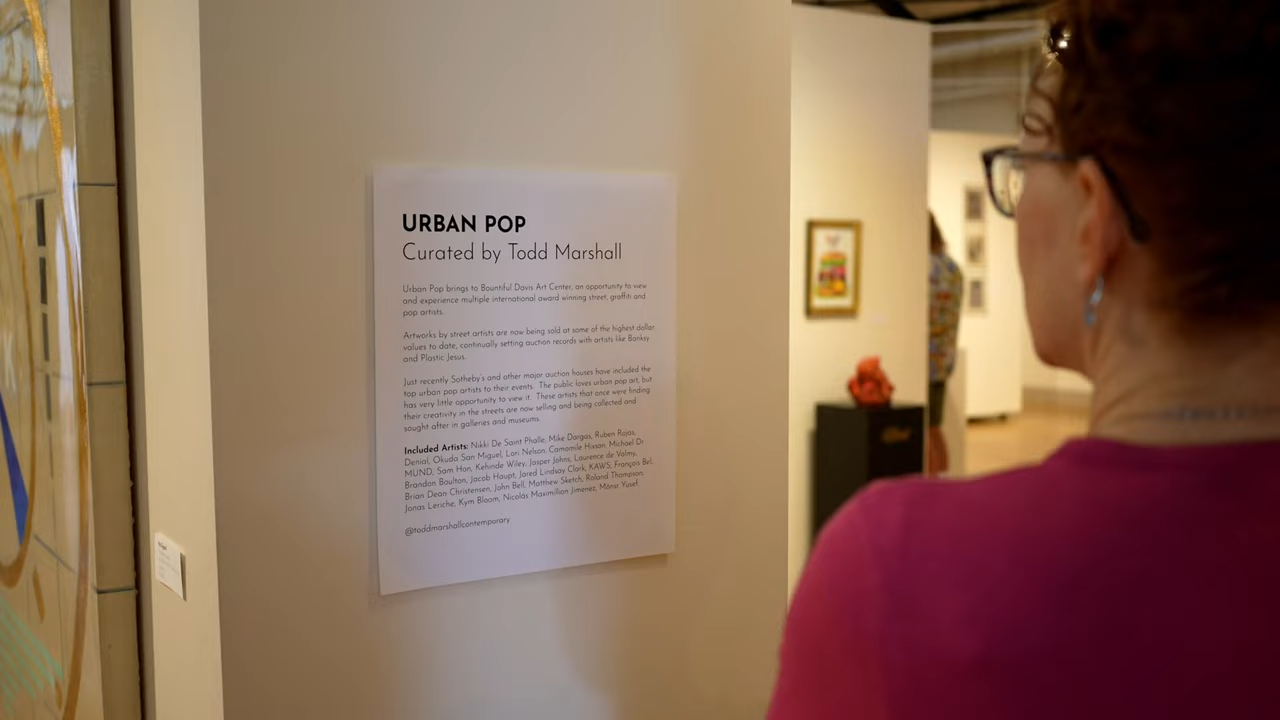 URBAN POP
Curated by Todd Marshall
Urban Pop brings to Bountiful Davis Art Center, an opportunity to view
and experience multiple international award winning street, graffiti and
pop artists.
Artworks by street artists are now being sold at some of the highest dollar
values to date, continually setting auction records with artists like Banksy
and Plastic Jesus.
Just recently Sotheby's and other major auction houses have included the
top urban pop artists to their events. The public loves urban pop art, but
has very little opportunity to view it. These artists that once were finding
their creativity in the streets are now selling and being collected and
sought after in galleries and museums.
Included Artists: Nikki De Saint Phalle, Mike Dargas, Ruben Rojas,
Denial, Okuda San Miguel, Lori Nelson, Camomile Hixson, Michael Dr
MUND, Sam Han, Kehinde Wiley, Jasper Johns, Laurence de Valmy,
Brandon Boulton, Jacob Haupt, Jared Lindsay Clark, KAWS, François Bel,
Brian Dean Christensen, John Bell, Matthew Sketch, Roland Thompson,
Jonas Leriche, Kym Bloom, Nicolás Maximilian Jimenez, Mònsr Yusef.
@toddmarshallcontemporary